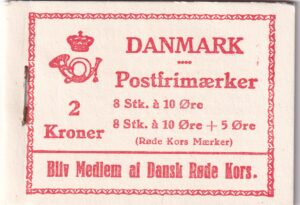 DANMARK
Postfrimærker
2
Kroner
8 Stk. à 10 Øre
8 Stk. à 10 Øre + 5 Øre
(Røde Kors Mærker)
Bliv Medlem af Dansk Røde Kors.